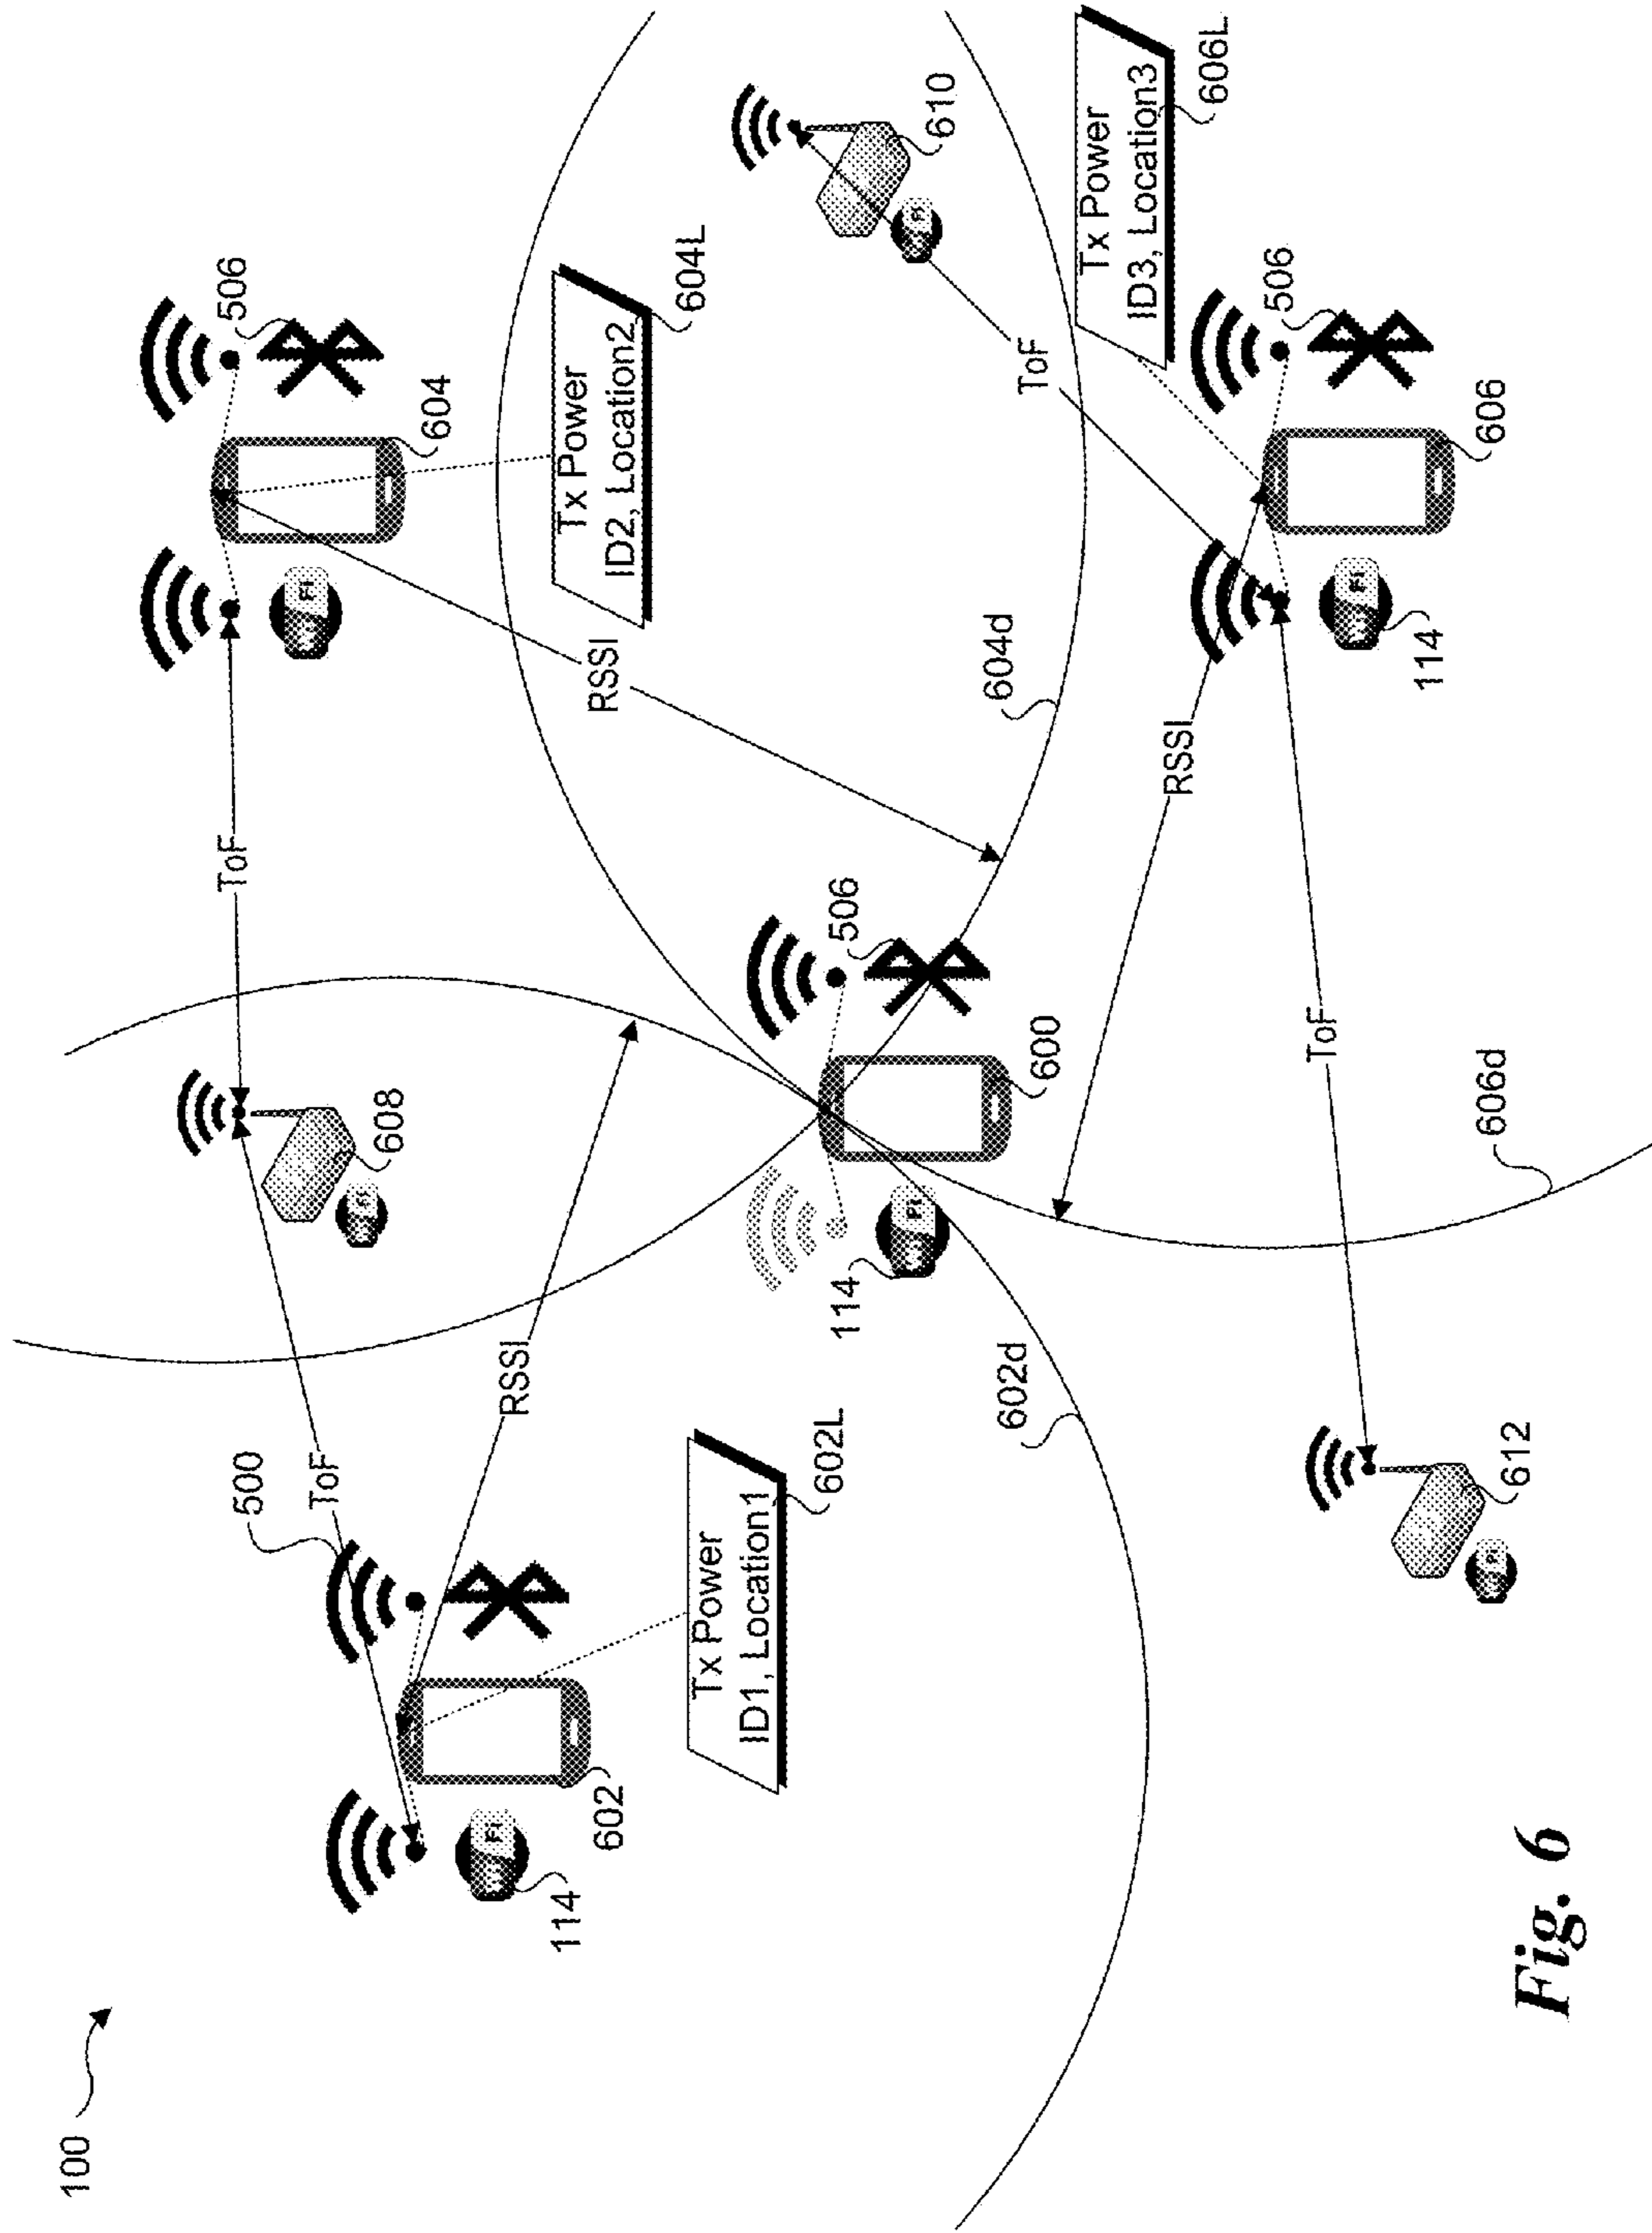 100
ToF
506
500
ToF
608
604
RSSI
114
Tx Power
ID2, Location2
604L
RSSI
602
Tx Power
ID1, Location1
602L
114
506
610
604d
602d
ToF
600
Tx Power
ID3, Location3
606L
RSSI
506
ToF
114
606d
606
612
Fig. 6